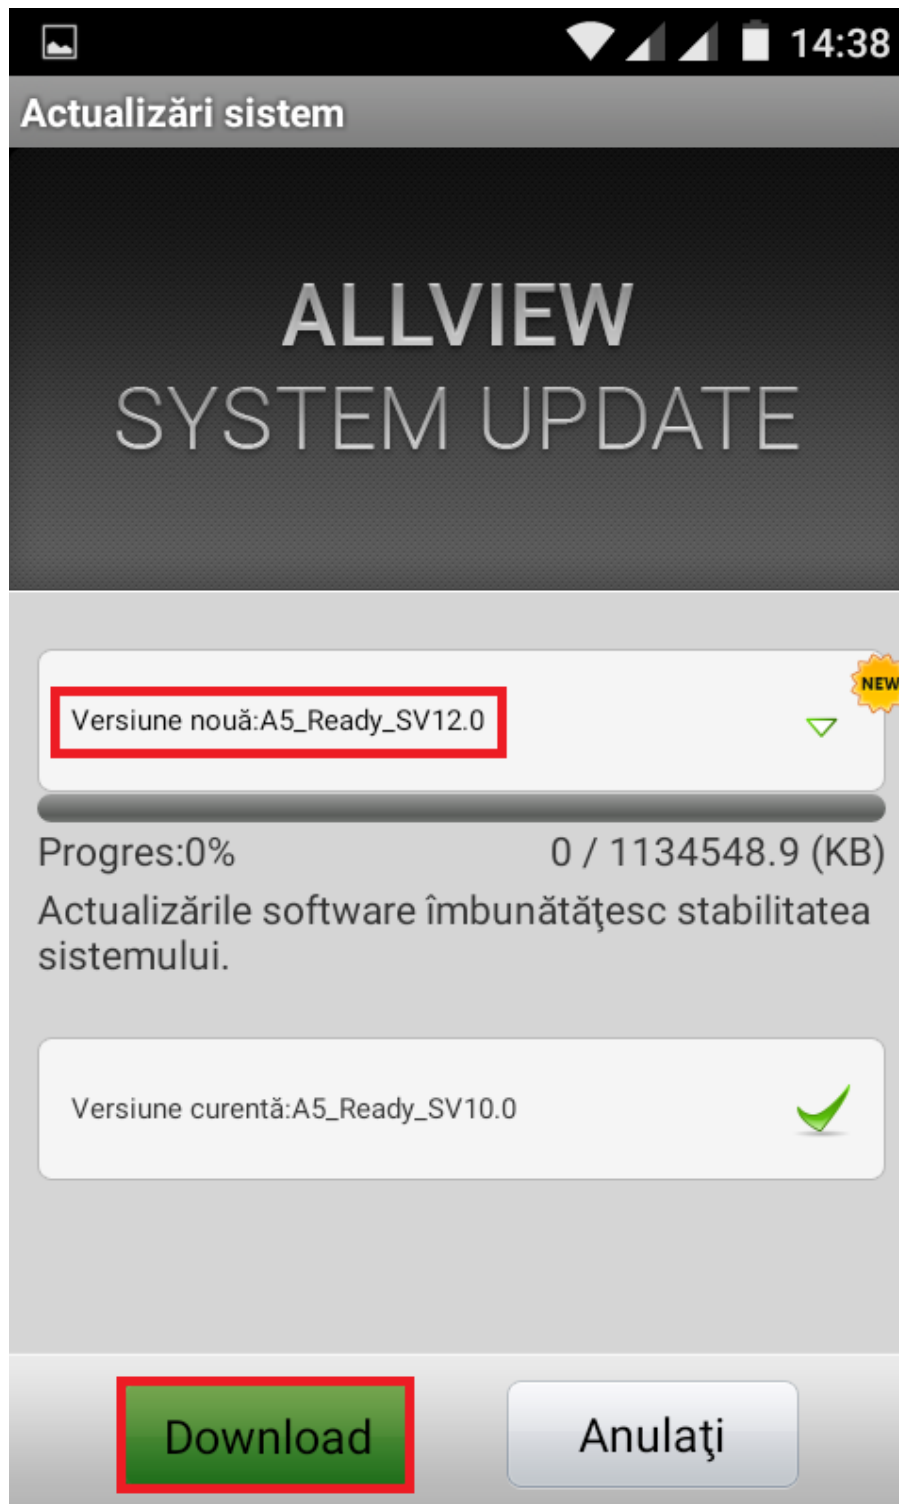 14:38
Actualizări sistem
ALLVIEW
SYSTEM UPDATE
NEW
Versiune nouă:A5_Ready_SV12.0
Progres:0% 0 / 1134548.9 (KB)
Actualizările software îmbunătăţesc stabilitatea
sistemului.
Versiune curentă:A5_Ready_SV10.0
Download Anulaţi